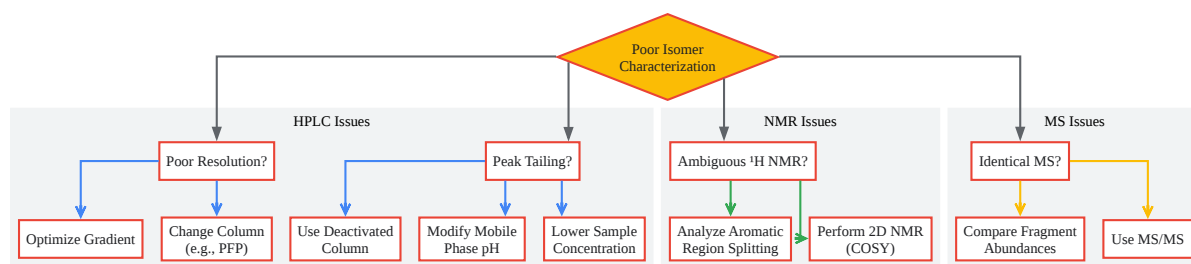 Poor Isomer
Characterization
HPLC Issues
NMR Issues
MS Issues
Poor Resolution?
Peak Tailing?
Ambiguous ¹H NMR?
Identical MS?
Optimize Gradient
Change Column
(e.g., PFP)
Use Deactivated
Column
Modify Mobile
Phase pH
Lower Sample
Concentration
Analyze Aromatic
Region Splitting
Perform 2D NMR
(COSY)
Compare Fragment
Abundances
Use MS/MS